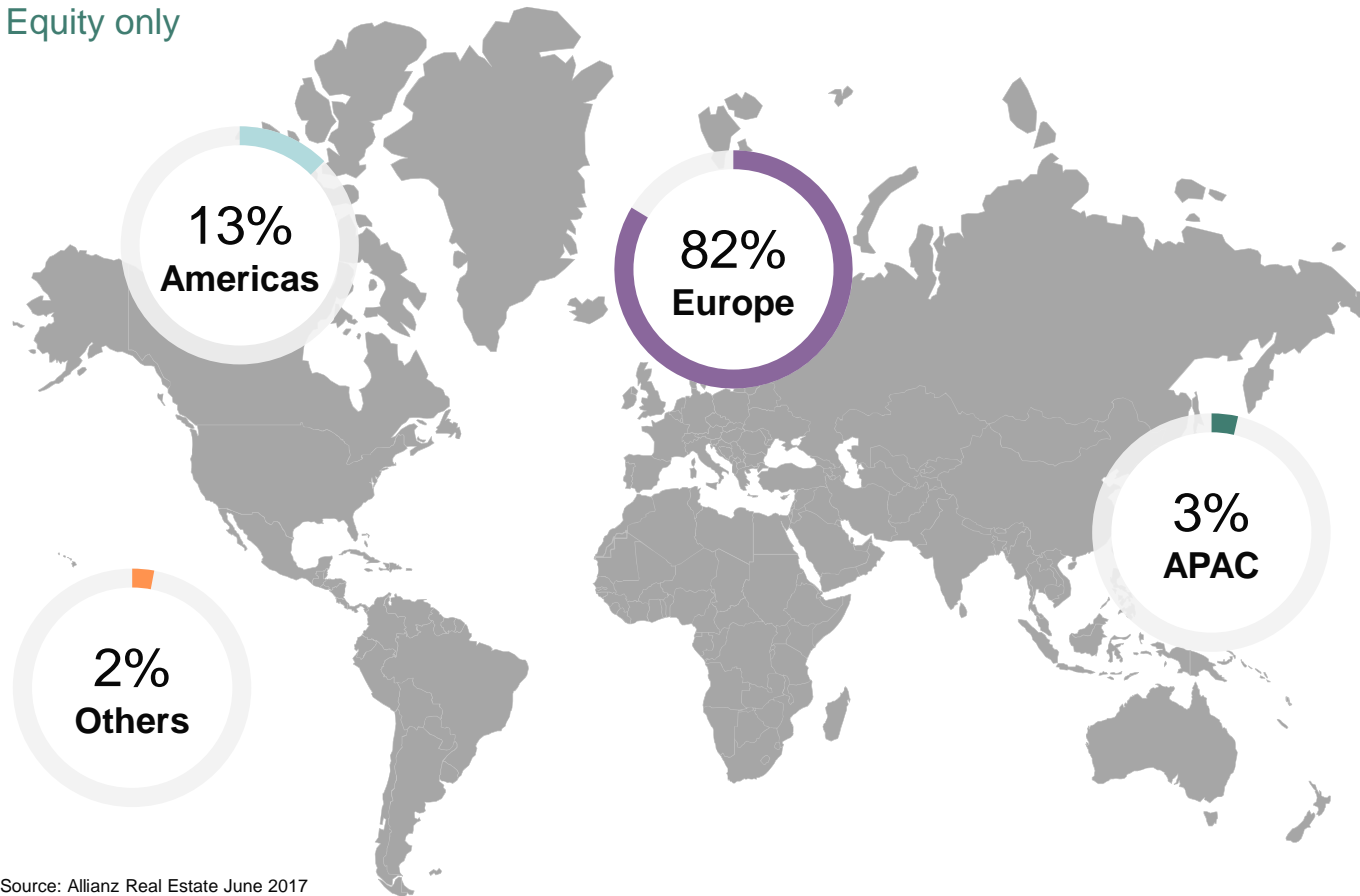 Equity only
13%
Americas
82%
Europe
3%
APAC
2%
Others
Source: Allianz Real Estate June 2017